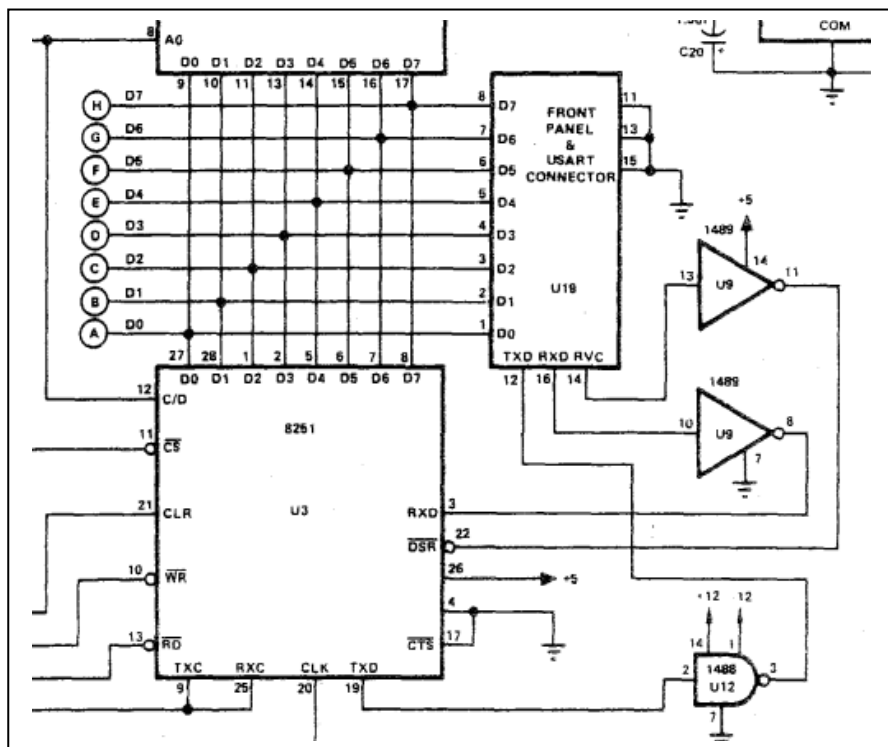 8 A0
D0 D1 D2 D3 D4 D5 D6 D7
9 10 11 13 14 15 16 17
COM
C20 +
H D7 8 D7
G D6 7 D6
F D5 6 D5
E D4 5 D4
D D3 4 D3
C D2 3 D2
B D1 2 D1
A D0 1 D0
FRONT
PANEL
&
USART
CONNECTOR
11
13
15
U19
TXD RXD RVC
12 16 14
+5
1489
14
13 U9 11
1489
10 U9 8
7
27 28 1 2 5 6 7 8
D0 D1 D2 D3 D4 D5 D6 D7
12 C/D
8251
11 CS
21 CLR
U3
RXD 3
DSR 22
10 WR
26 +5
4
CTS 17
13 RD
TXC RXC CLK TXD
9 25 20 19
+12 12
14 1
1488
2 U12 3
7